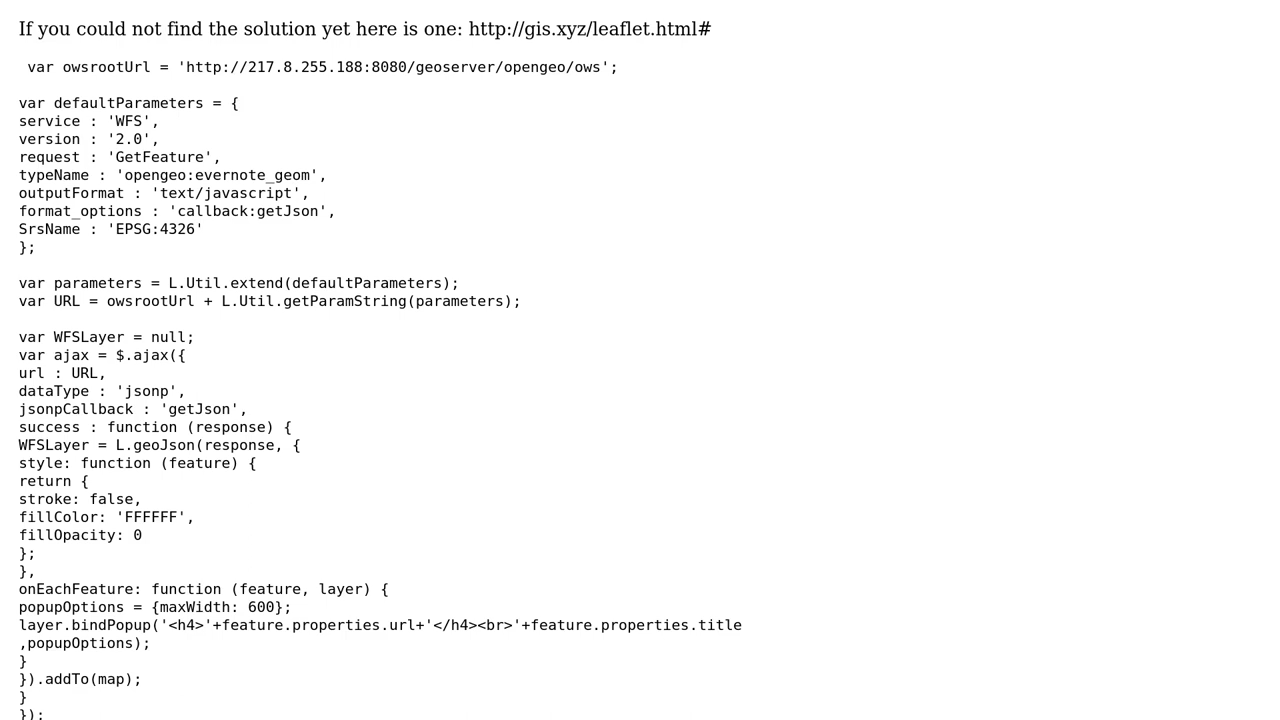 If you could not find the solution yet here is one: http://gis.xyz/leaflet.html#
var owsrootUrl = 'http://217.8.255.188:8080/geoserver/opengeo/ows';
var defaultParameters = {
service : 'WFS',
version : '2.0',
request : 'GetFeature',
typeName : 'opengeo:evernote_geom',
outputFormat : 'text/javascript',
format_options : 'callback:getJson',
SrsName : 'EPSG:4326'
};
var parameters = L.Util.extend(defaultParameters);
var URL = owsrootUrl + L.Util.getParamString(parameters);
var WFSLayer = null;
var ajax = $.ajax({
url : URL,
dataType : 'jsonp',
jsonpCallback : 'getJson',
success : function (response) {
WFSLayer = L.geoJson(response, {
style: function (feature) {
return {
stroke: false,
fillColor: 'FFFFFF',
fillOpacity: 0
};
},
onEachFeature: function (feature, layer) {
popupOptions = {maxWidth: 600};
layer.bindPopup('<h4>'+feature.properties.url+'</h4><br>'+feature.properties.title
,popupOptions);
}
}).addTo(map);
}
});